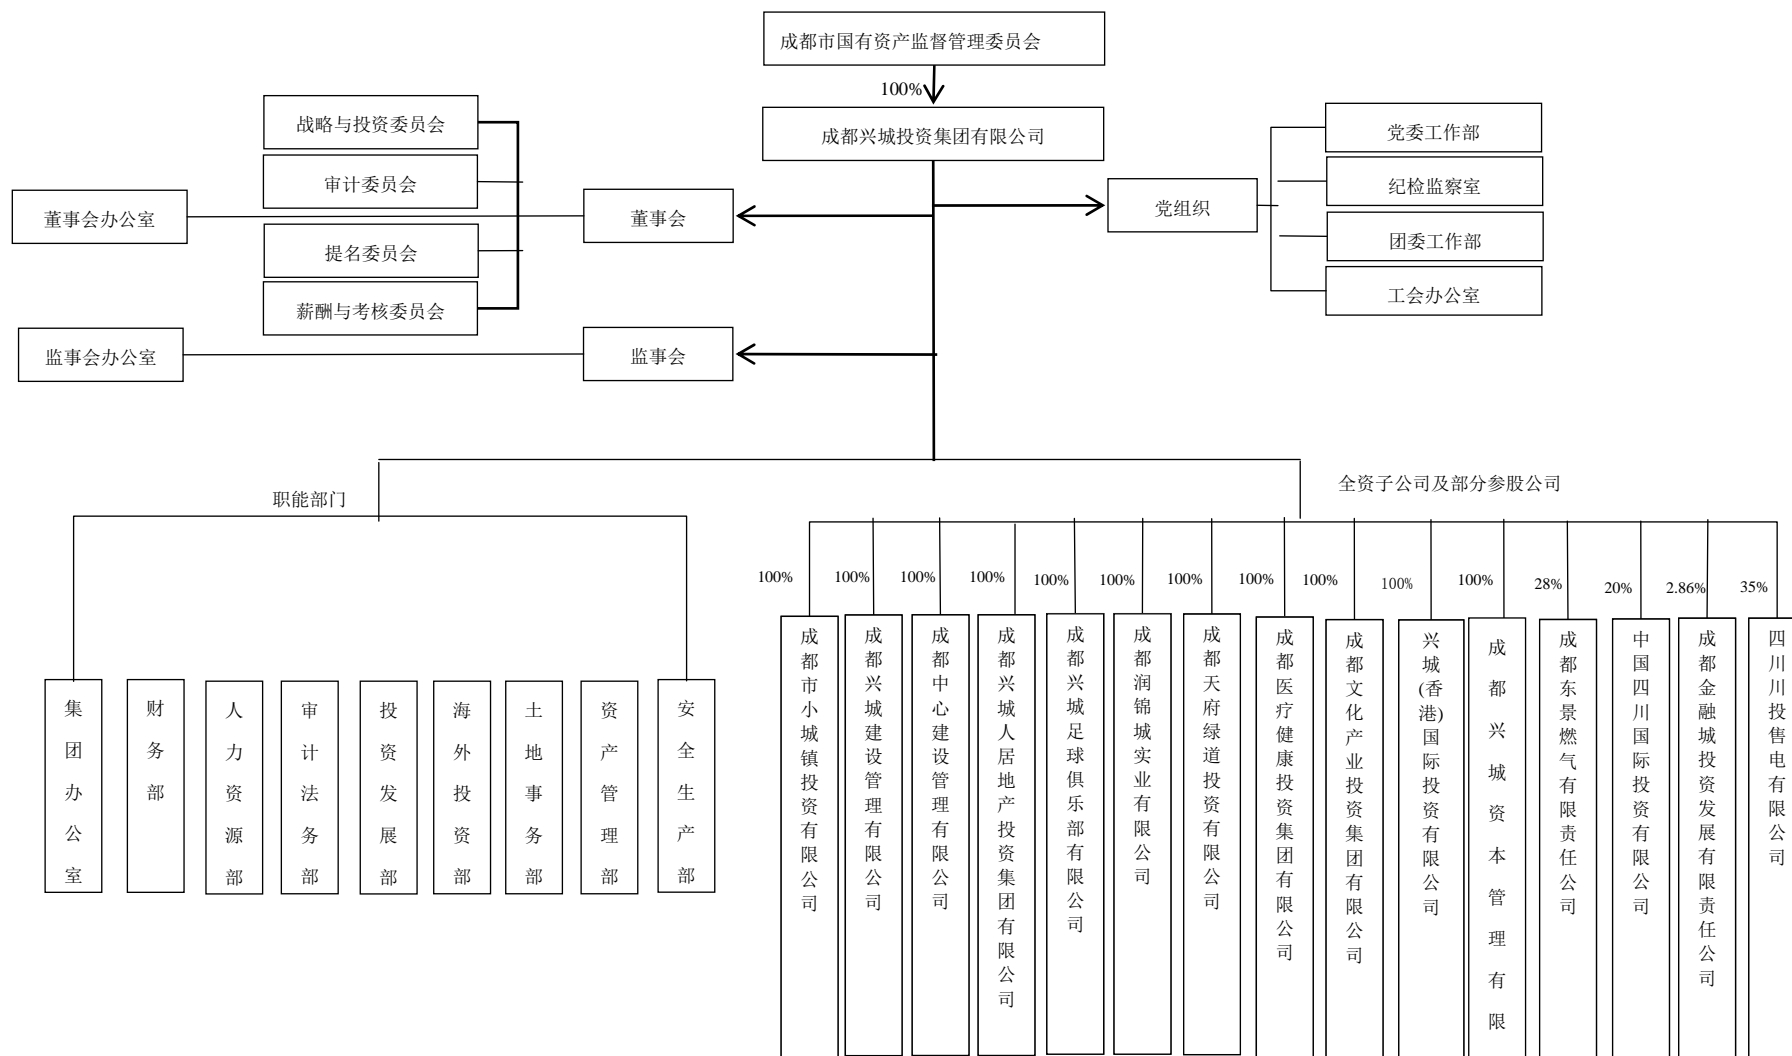 成都市国有资产监督管理委员会
100%
成都兴城投资集团有限公司
战略与投资委员会
审计委员会
提名委员会
薪酬与考核委员会
董事会办公室
董事会
监事会办公室
监事会
党组织
党委工作部
纪检监察室
团委工作部
工会办公室
职能部门
全资子公司及部分参股公司
集团办公室
财务部
人力资源部
审计法务部
投资发展部
海外投资部
土地事务部
资产管理部
安全生产部
100%
100%
100%
100%
100%
100%
100%
100%
100%
100%
100%
28%
20%
2.86%
35%
成都市小城镇投资有限公司
成都兴城建设管理有限公司
成都中心建设管理有限公司
成都兴城人居地产投资集团有限公司
成都兴城足球俱乐部有限公司
成都润锦城实业有限公司
成都天府绿道投资有限公司
成都医疗健康投资集团有限公司
成都文化产业投资集团有限公司
兴城(香港)国际投资有限公司
成都兴城资本管理有限
成都东景燃气有限责任公司
中国四川国际投资有限公司
成都金融城投资发展有限责任公司
四川川投售电有限公司